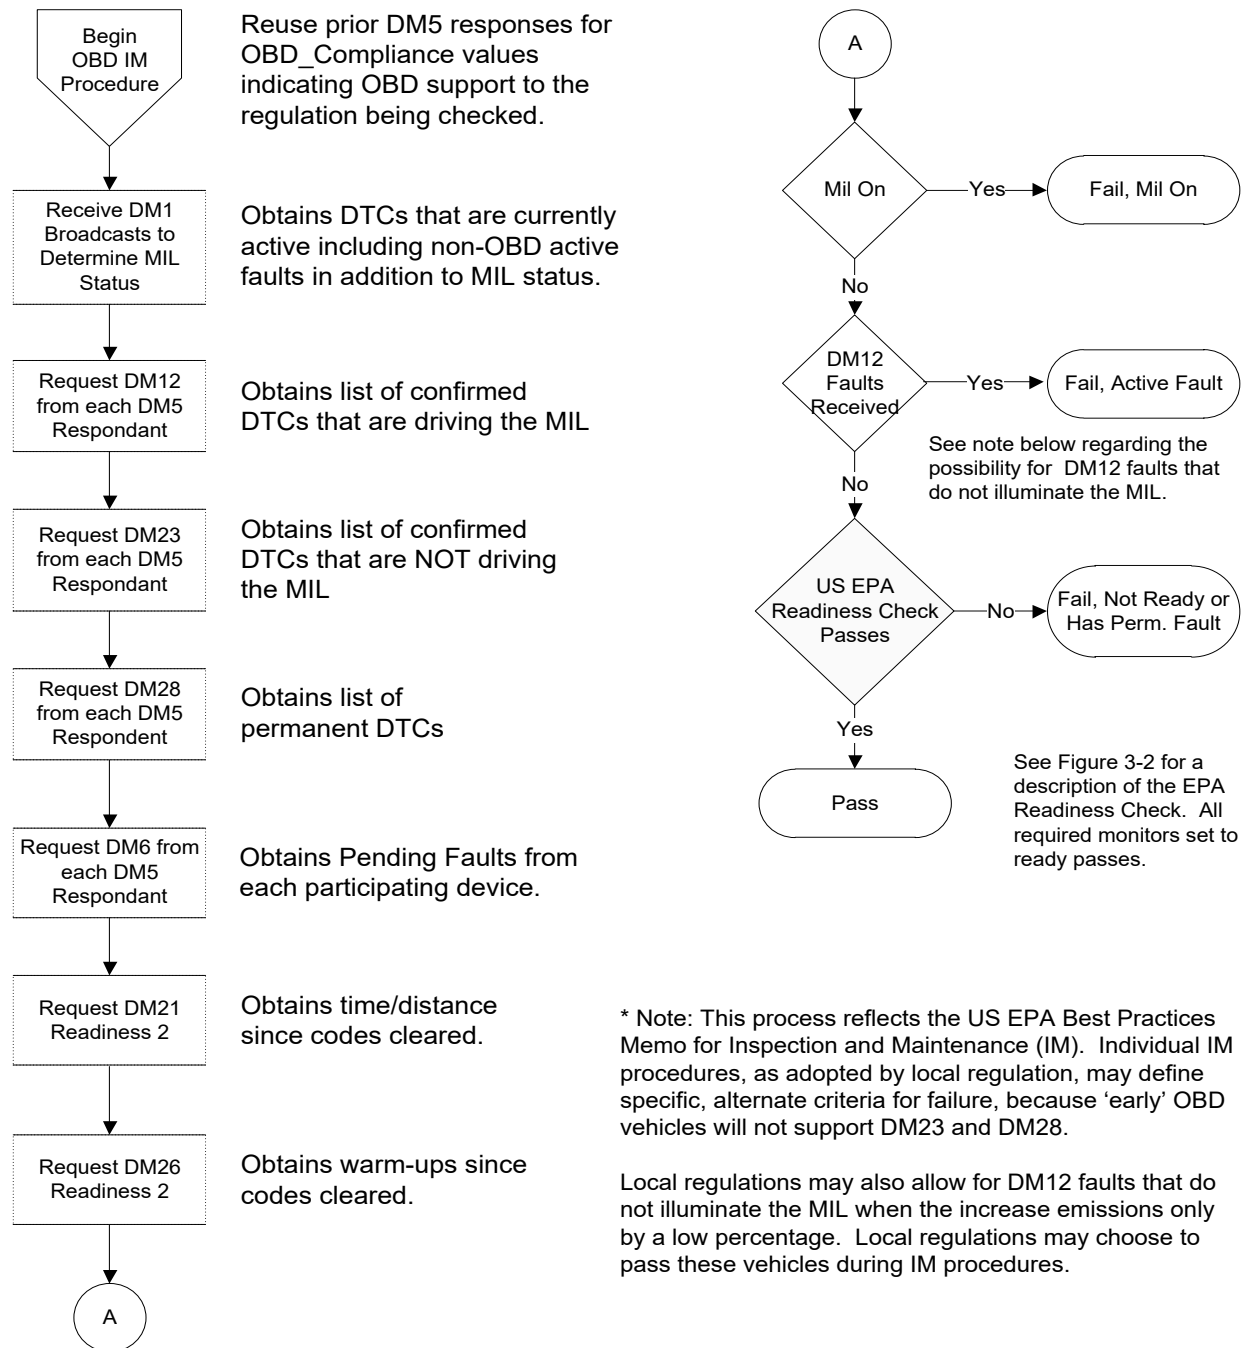 Begin
OBD IM
Procedure
Reuse prior DM5 responses for
OBD_Compliance values
indicating OBD support to the
regulation being checked.
Receive DM1
Broadcasts to
Determine MIL
Status
Obtains DTCs that are currently
active including non-OBD active
faults in addition to MIL status.
Request DM12
from each DM5
Respondant
Obtains list of confirmed
DTCs that are driving the MIL
Request DM23
from each DM5
Respondant
Obtains list of confirmed
DTCs that are NOT driving
the MIL
Request DM28
from each DM5
Respondent
Obtains list of
permanent DTCs
Request DM6 from
each DM5
Respondant
Obtains Pending Faults from
each participating device.
Request DM21
Readiness 2
Obtains time/distance
since codes cleared.
Request DM26
Readiness 2
Obtains warm-ups since
codes cleared.
A
A
Mil On
Yes
Fail, Mil On
No
DM12
Faults
Received
Yes
Fail, Active Fault
See note below regarding the
possibility for DM12 faults that
do not illuminate the MIL.
No
US EPA
Readiness Check
Passes
No
Fail, Not Ready or
Has Perm. Fault
Yes
Pass
See Figure 3-2 for a
description of the EPA
Readiness Check. All
required monitors set to
ready passes.
* Note: This process reflects the US EPA Best Practices
Memo for Inspection and Maintenance (IM). Individual IM
procedures, as adopted by local regulation, may define
specific, alternate criteria for failure, because ‘early’ OBD
vehicles will not support DM23 and DM28.
Local regulations may also allow for DM12 faults that do
not illuminate the MIL when the increase emissions only
by a low percentage. Local regulations may choose to
pass these vehicles during IM procedures.